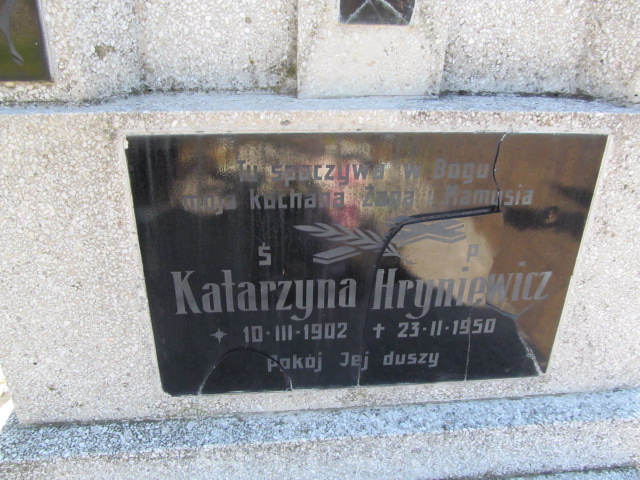 Tu spoczywa w Bogu
moja kochana Żona i Mamusia
Ś P
Katarzyna Hryniewicz
10-III-1902 † 23-II-1950
pokój Jej duszy